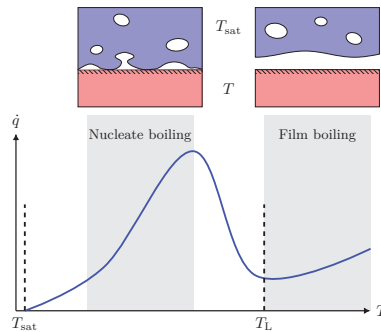 T_sat
T
q̇
Nucleate boiling
Film boiling
T_sat
T_L
T